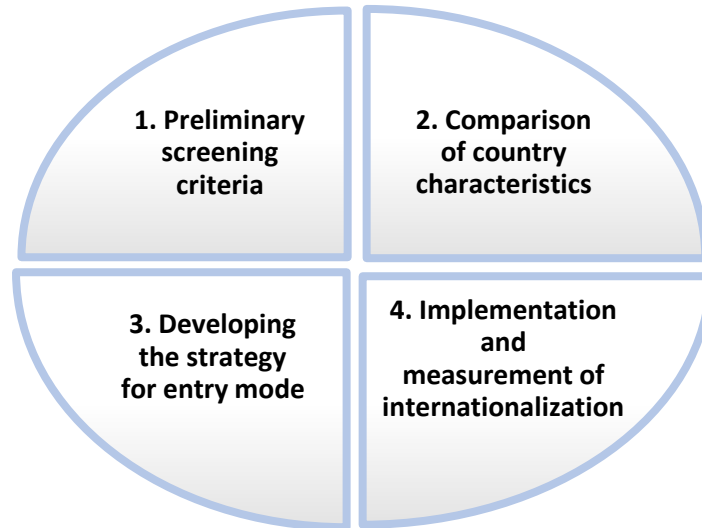 1. Preliminary
screening
criteria
2. Comparison
of country
characteristics
3. Developing
the strategy
for entry mode
4. Implementation
and
measurement of
internationalization